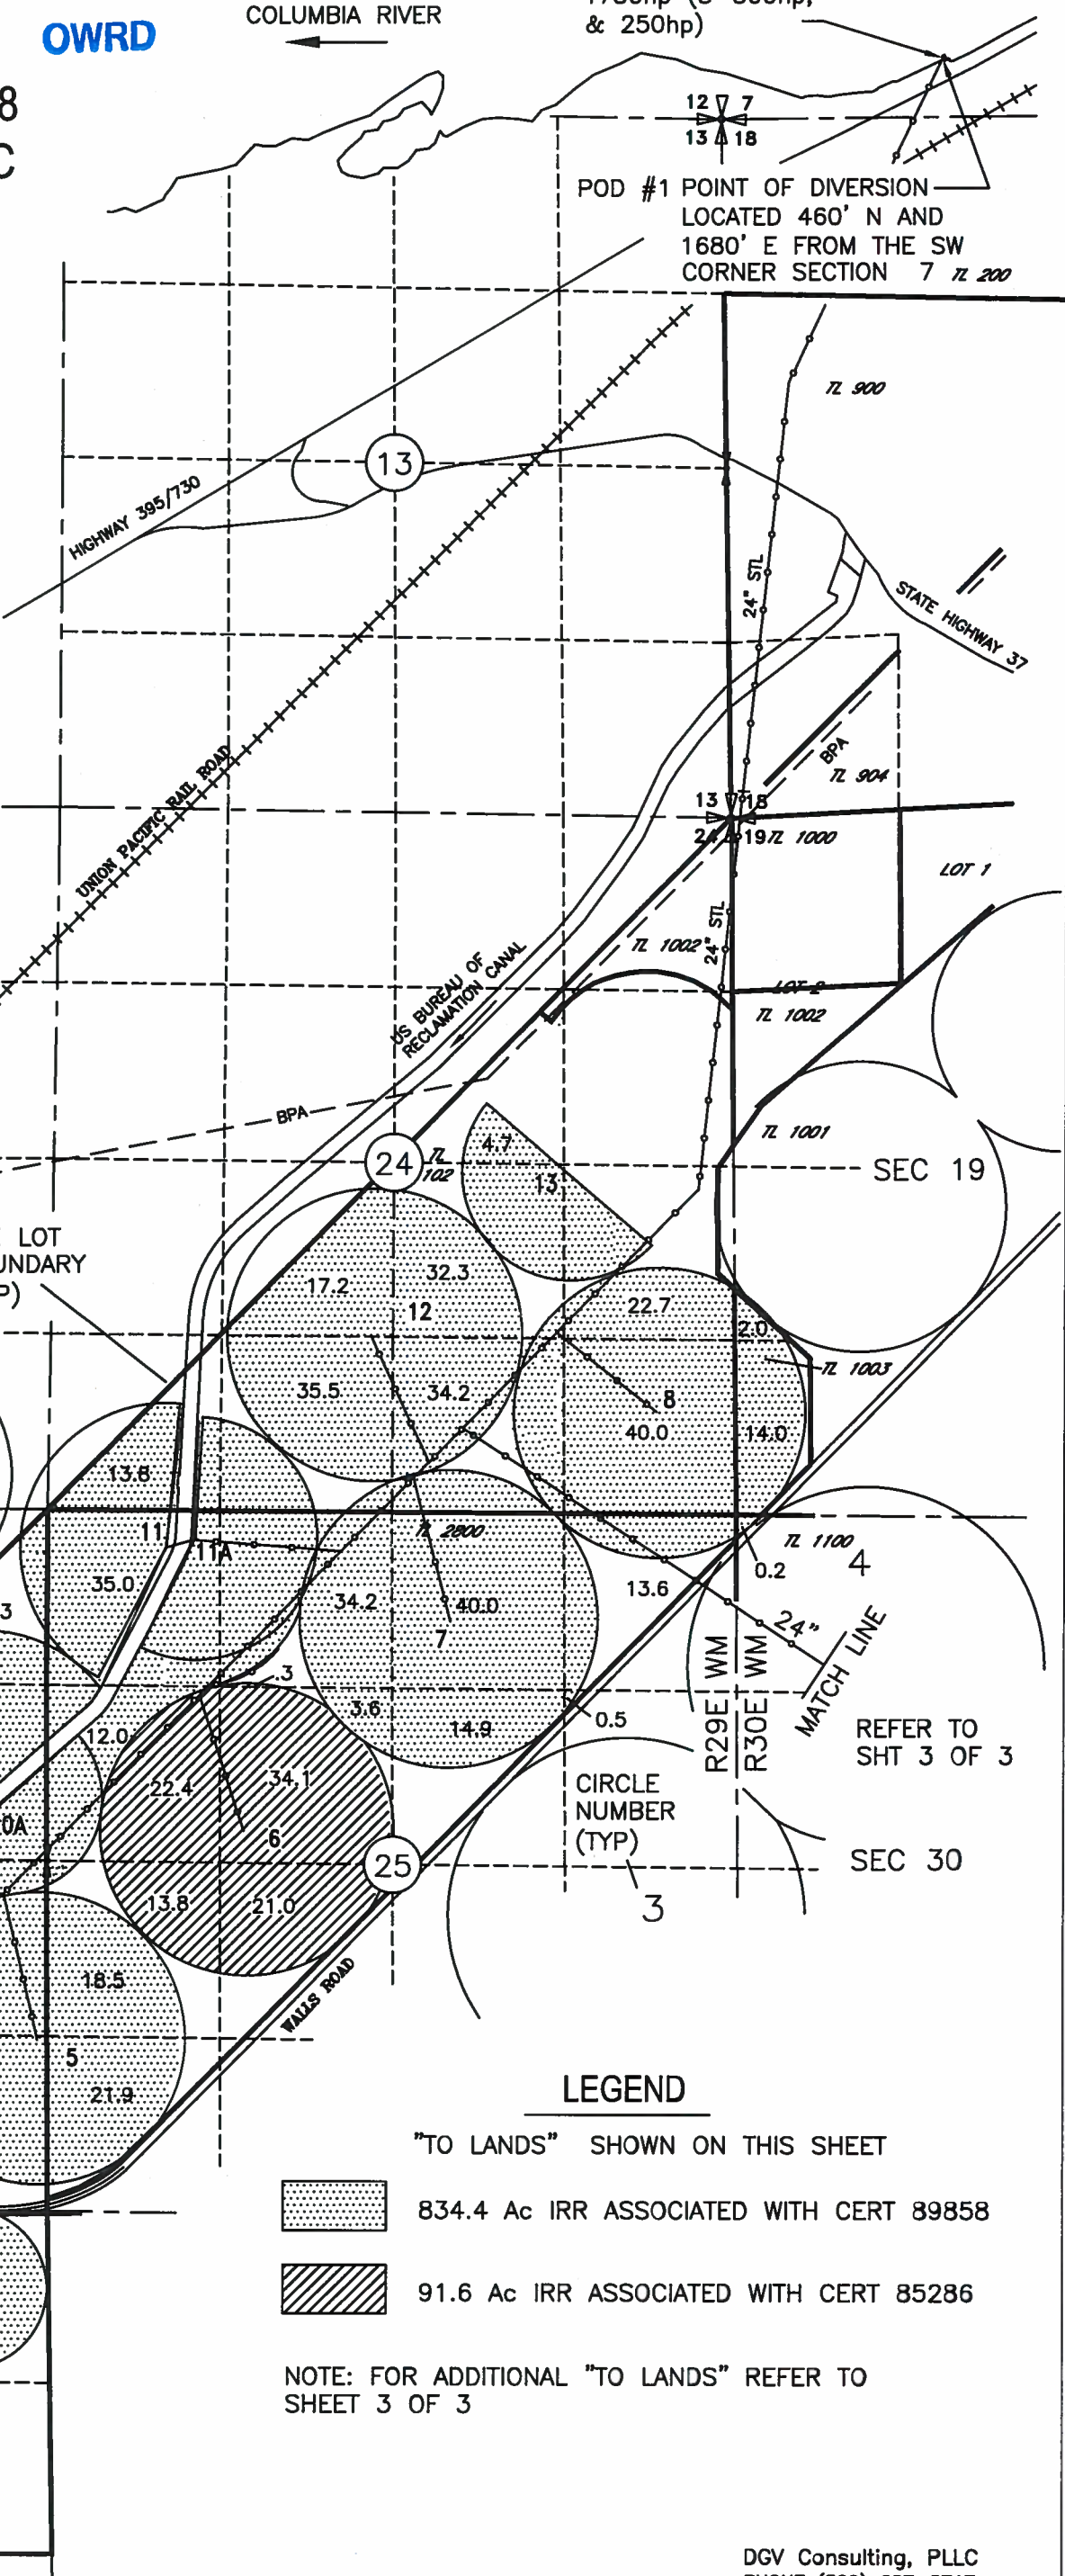 OWRD
COLUMBIA RIVER
& 250hp)
8
C
12 7
13 18
POD #1 POINT OF DIVERSION
LOCATED 460' N AND
1680' E FROM THE SW
CORNER SECTION 7 TL 200
TL 900
13
HIGHWAY 395/730
24" STL
STATE HIGHWAY 37
BPA
TL 904
UNION PACIFIC RAIL ROAD
13 18
24 19 TL 1000
LOT 1
24" STL
TL 1002
US BUREAU OF
RECLAMATION CANAL
LOT 2
TL 1002
BPA
TL 1001
4.7
24
TL
102
13
SEC 19
LOT
UNDARY
P)
17.2
32.3
12
22.7
2.0
TL 1003
35.5
34.2
8
40.0
14.0
13.8
11
11A
TL 2800
TL 1100
4
0.2
35.0
13.6
34.2
40.0
7
3
24"
MATCH LINE
R29E WM
R30E WM
.3
3.6
14.9
0.5
12.0
REFER TO
SHT 3 OF 3
22.4
34.1
CIRCLE
NUMBER
(TYP)
0A
6
25
SEC 30
13.8
21.0
3
18.5
WALLS ROAD
5
21.9
LEGEND
"TO LANDS" SHOWN ON THIS SHEET
834.4 Ac IRR ASSOCIATED WITH CERT 89858
91.6 Ac IRR ASSOCIATED WITH CERT 85286
NOTE: FOR ADDITIONAL "TO LANDS" REFER TO
SHEET 3 OF 3
DGV Consulting, PLLC